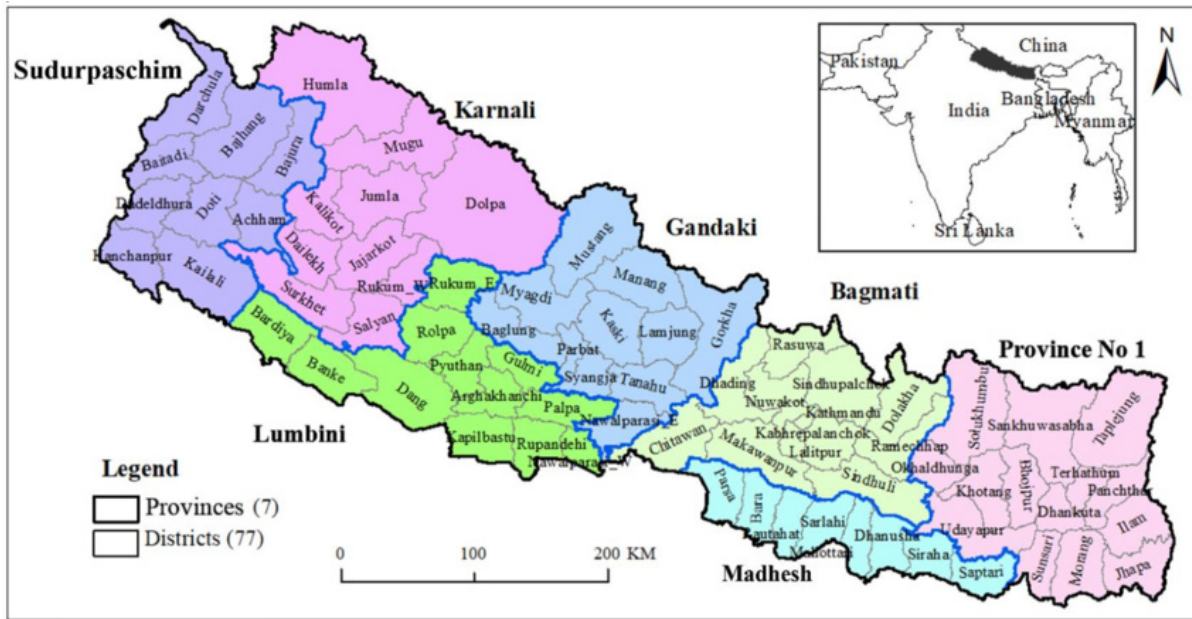 Sudurpaschim
Darchula
Bajhang
Baitadi
Bajura
Dadeldhura
Doti
Achham
Kanchanpur
Kailali
Karnali
Humla
Mugu
Jumla
Dolpa
Kalikot
Dailekh
Jajarkot
Rukum_W
Surkhet
Salyan
Gandaki
Mustang
Manang
Myagdi
Kaski
Lamjung
Gorkha
Baglung
Parbat
Syangja
Tanahu
Nawalparasi_E
Lumbini
Rukum_E
Rolpa
Bardiya
Banke
Dang
Pyuthan
Gulmi
Arghakhanchi
Palpa
Kapilbastu
Rupandehi
Nawalparasi_W
Bagmati
Rasuwa
Dhading
Sindhupalchok
Nuwakot
Kathmandu
Dolakha
Kabhrepalanchok
Lalitpur
Ramechhap
Chitawan
Makawanpur
Sindhuli
Madhesh
Parsa
Bara
Rautahat
Sarlahi
Mahottari
Dhanusha
Siraha
Saptari
Province No 1
Solukhumbu
Sankhuwasabha
Taplejung
Okhaldhunga
Khotang
Bhojpur
Terhathum
Panchthar
Dhankuta
Ilam
Udayapur
Sunsari
Morang
Jhapa
Pakistan
China
India
Bangladesh
Myanmar
Sri Lanka
N
Legend
Provinces (7)
Districts (77)
0 100 200 KM